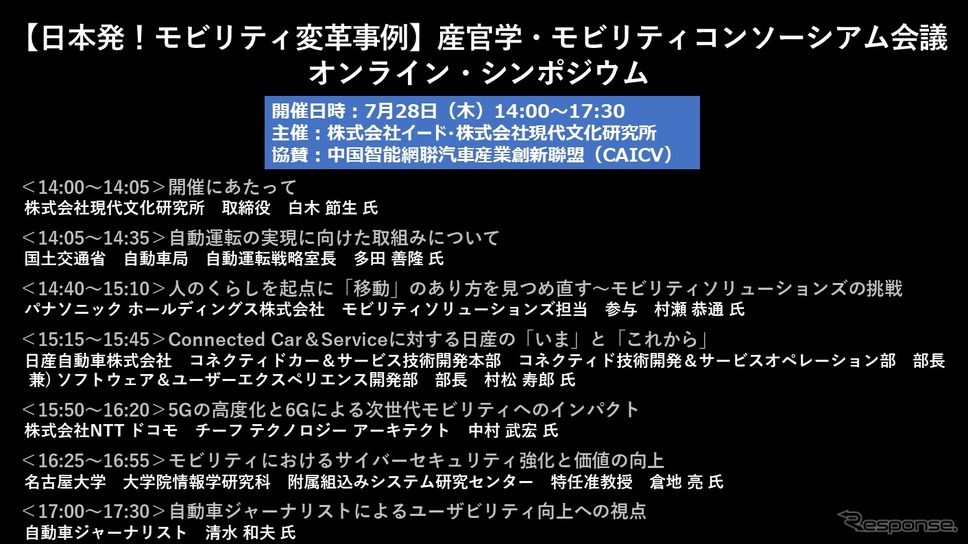 【日本発！モビリティ変革事例】産官学・モビリティコンソーシアム会議
オンライン・シンポジウム
開催日時：7月28日（木）14:00～17:30
主催：株式会社イード・株式会社現代文化研究所
協賛：中国智能網聨汽車産業創新聯盟（CAICV）
＜14:00～14:05＞開催にあたって
株式会社現代文化研究所　取締役　白木 節生 氏
＜14:05～14:35＞自動運転の実現に向けた取組みについて
国土交通省　自動車局　自動運転戦略室長　多田 善隆 氏
＜14:40～15:10＞人のくらしを起点に「移動」のあり方を見つめ直す～モビリティソリューションズの挑戦
パナソニック ホールディングス株式会社　モビリティソリューションズ担当　参与　村瀬 恭通 氏
＜15:15～15:45＞Connected Car＆Serviceに対する日産の「いま」と「これから」
日産自動車株式会社　コネクティドカー＆サービス技術開発本部　コネクティド技術開発＆サービスオペレーション部　部長
兼) ソフトウェア＆ユーザーエクスペリエンス開発部　部長　村松 寿郎 氏
＜15:50～16:20＞5Gの高度化と6Gによる次世代モビリティへのインパクト
株式会社NTT ドコモ　チーフ テクノロジー アーキテクト　中村 武宏 氏
＜16:25～16:55＞モビリティにおけるサイバーセキュリティ強化と価値の向上
名古屋大学　大学院情報学研究科　附属組込みシステム研究センター　特任准教授　倉地 亮 氏
＜17:00～17:30＞自動車ジャーナリストによるユーザビリティ向上への視点
自動車ジャーナリスト　清水 和夫 氏
Response.